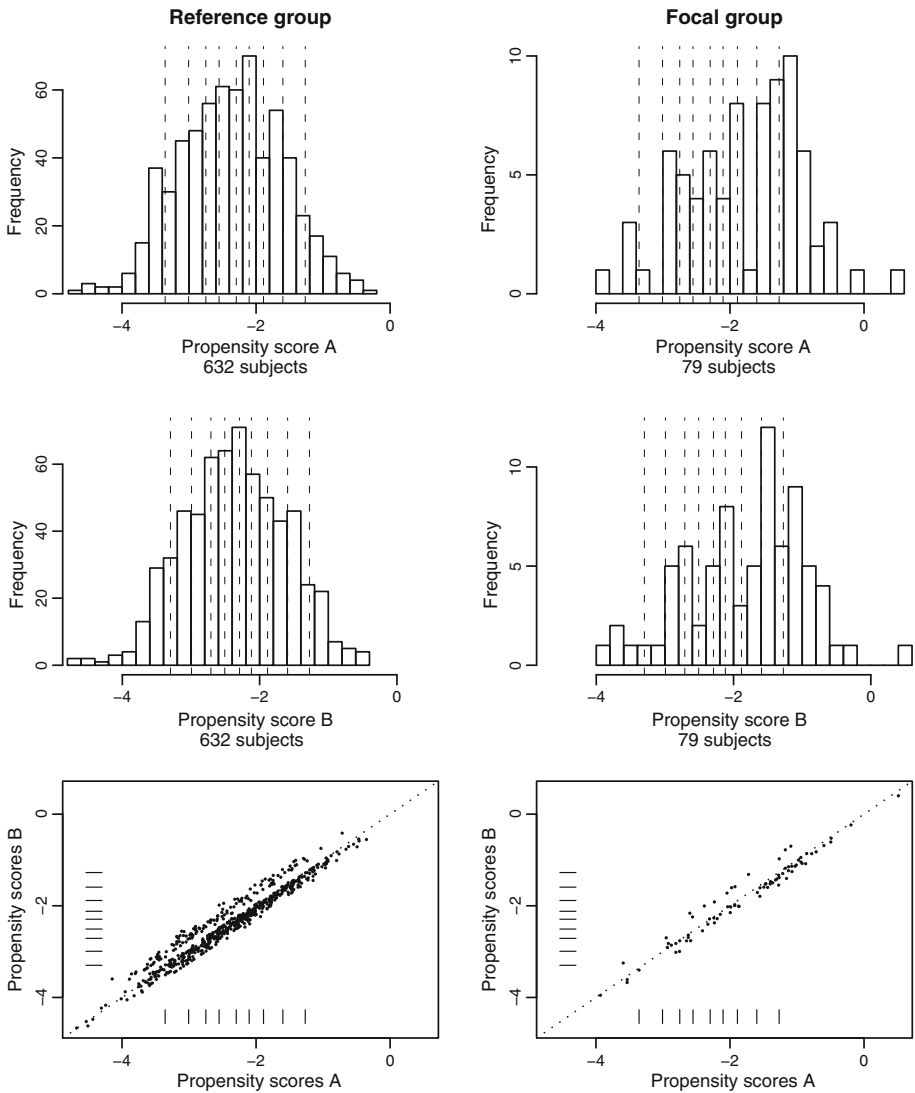 Reference group
Focal group
Frequency
0
20
40
60
−4
−2
0
Propensity score A
632 subjects
Frequency
0
5
10
−4
−2
0
Propensity score A
79 subjects
Frequency
0
20
40
60
−4
−2
0
Propensity score B
632 subjects
Frequency
0
5
10
−4
−2
0
Propensity score B
79 subjects
Propensity scores B
−4
−2
0
−4
−2
0
Propensity scores A
Propensity scores B
−4
−2
0
−4
−2
0
Propensity scores A